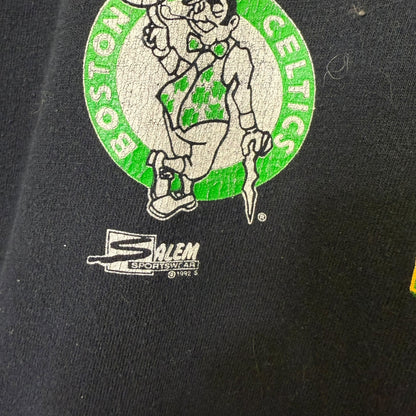 BOSTON CELTICS
®
SALEM
SPORTSWEAR
© 1992 S